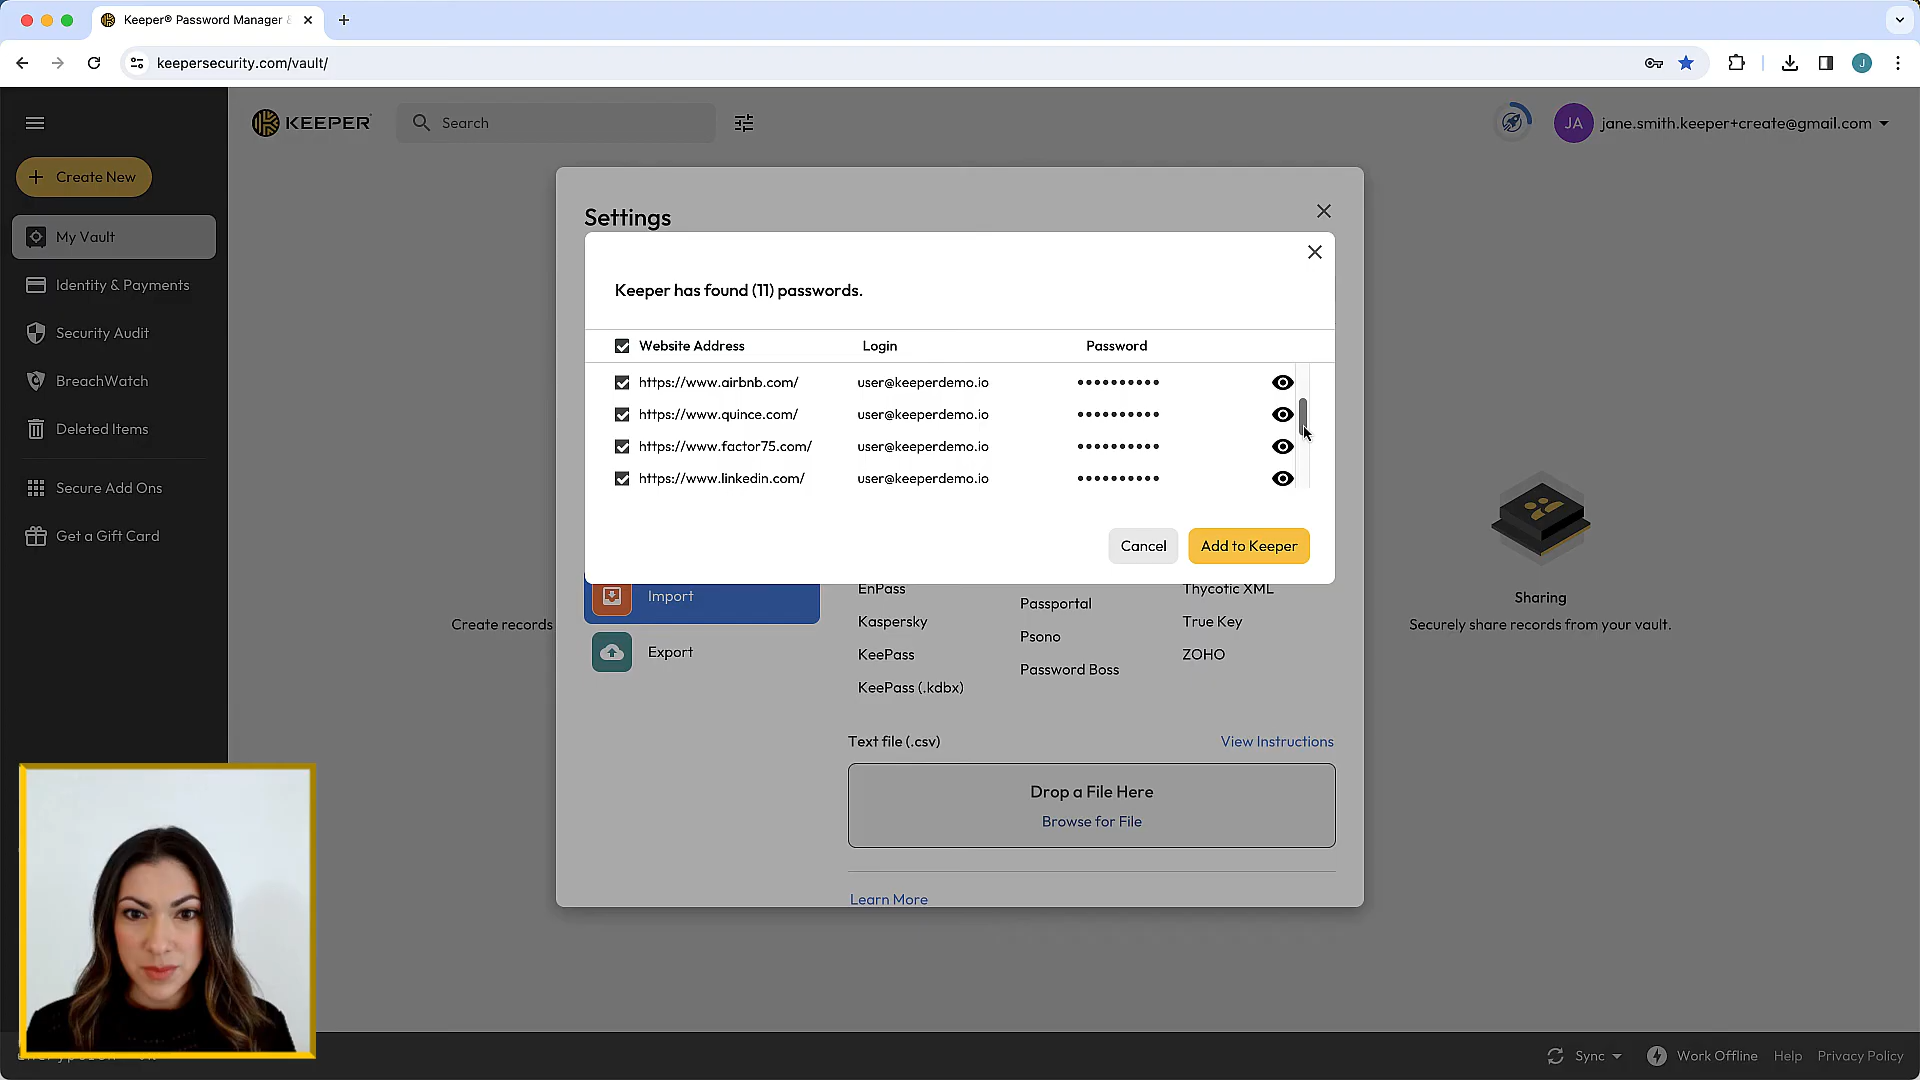 Keeper® Password Manager &
keepersecurity.com/vault/
J
KEEPER
Search
JA
jane.smith.keeper+create@gmail.com
Create New
My Vault
Identity & Payments
Security Audit
BreachWatch
Deleted Items
Secure Add Ons
Get a Gift Card
Settings
Keeper has found (11) passwords.
Website Address Login Password
https://www.airbnb.com/ user@keeperdemo.io ••••••••••
https://www.quince.com/ user@keeperdemo.io ••••••••••
https://www.factor75.com/ user@keeperdemo.io ••••••••••
https://www.linkedin.com/ user@keeperdemo.io ••••••••••
Cancel Add to Keeper
Import
Export
Create records
EnPass
Kaspersky
KeePass
KeePass (.kdbx)
Passportal
Psono
Password Boss
Thycotic XML
True Key
ZOHO
Sharing
Securely share records from your vault.
Text file (.csv) View Instructions
Drop a File Here
Browse for File
Learn More
Sync Work Offline Help Privacy Policy